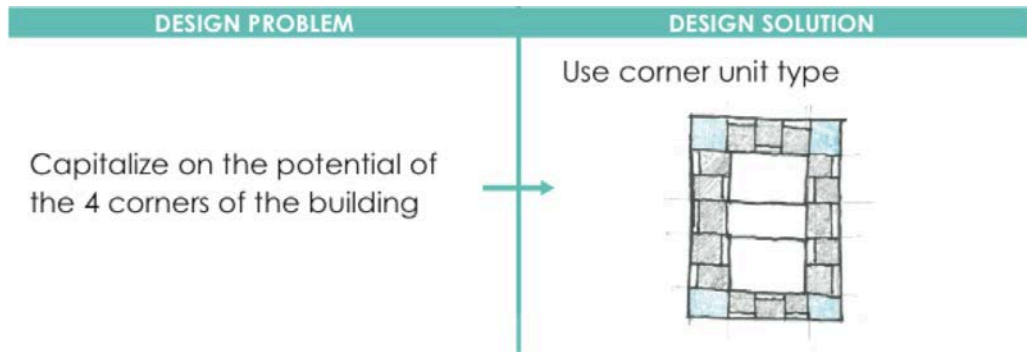 DESIGN PROBLEM
DESIGN SOLUTION
Capitalize on the potential of
the 4 corners of the building
Use corner unit type